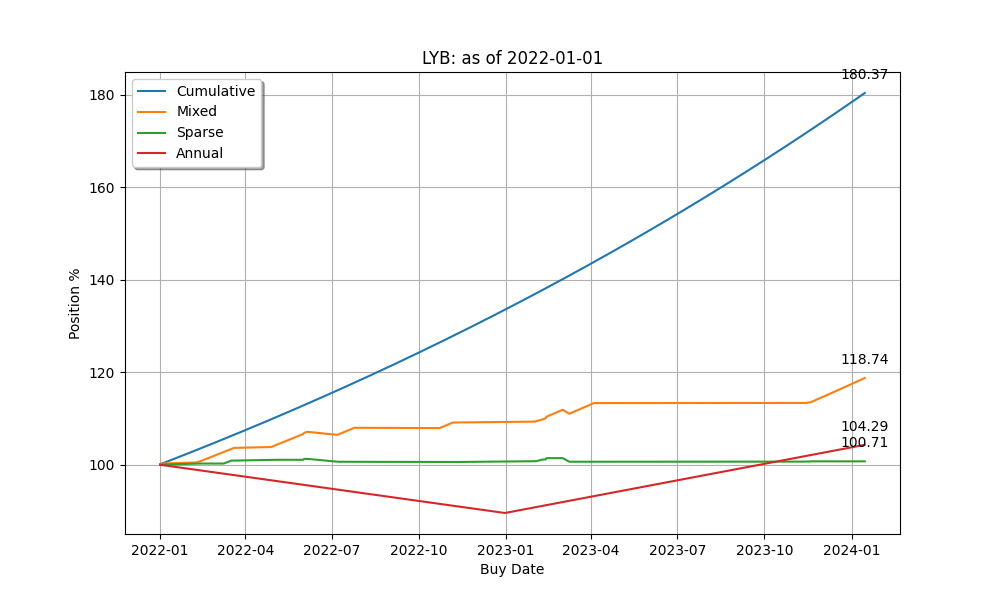 LYB: as of 2022-01-01
Cumulative
Mixed
Sparse
Annual
180.37
118.74
104.29
100.71
180
160
140
120
100
Position %
2022-01 2022-04 2022-07 2022-10 2023-01 2023-04 2023-07 2023-10 2024-01
Buy Date